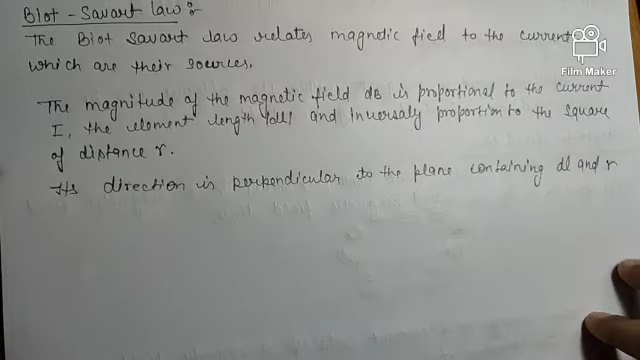 Biot - Savart law :-
The Biot Savart law relates magnetic field to the current
which are their sources.
The magnitude of the magnetic field dB is proportional to the current
I, the element length |dl| and Inversaly proportion to the square
of distance r.
Its direction is perpendicular to the plane containing dl and r
Film Maker